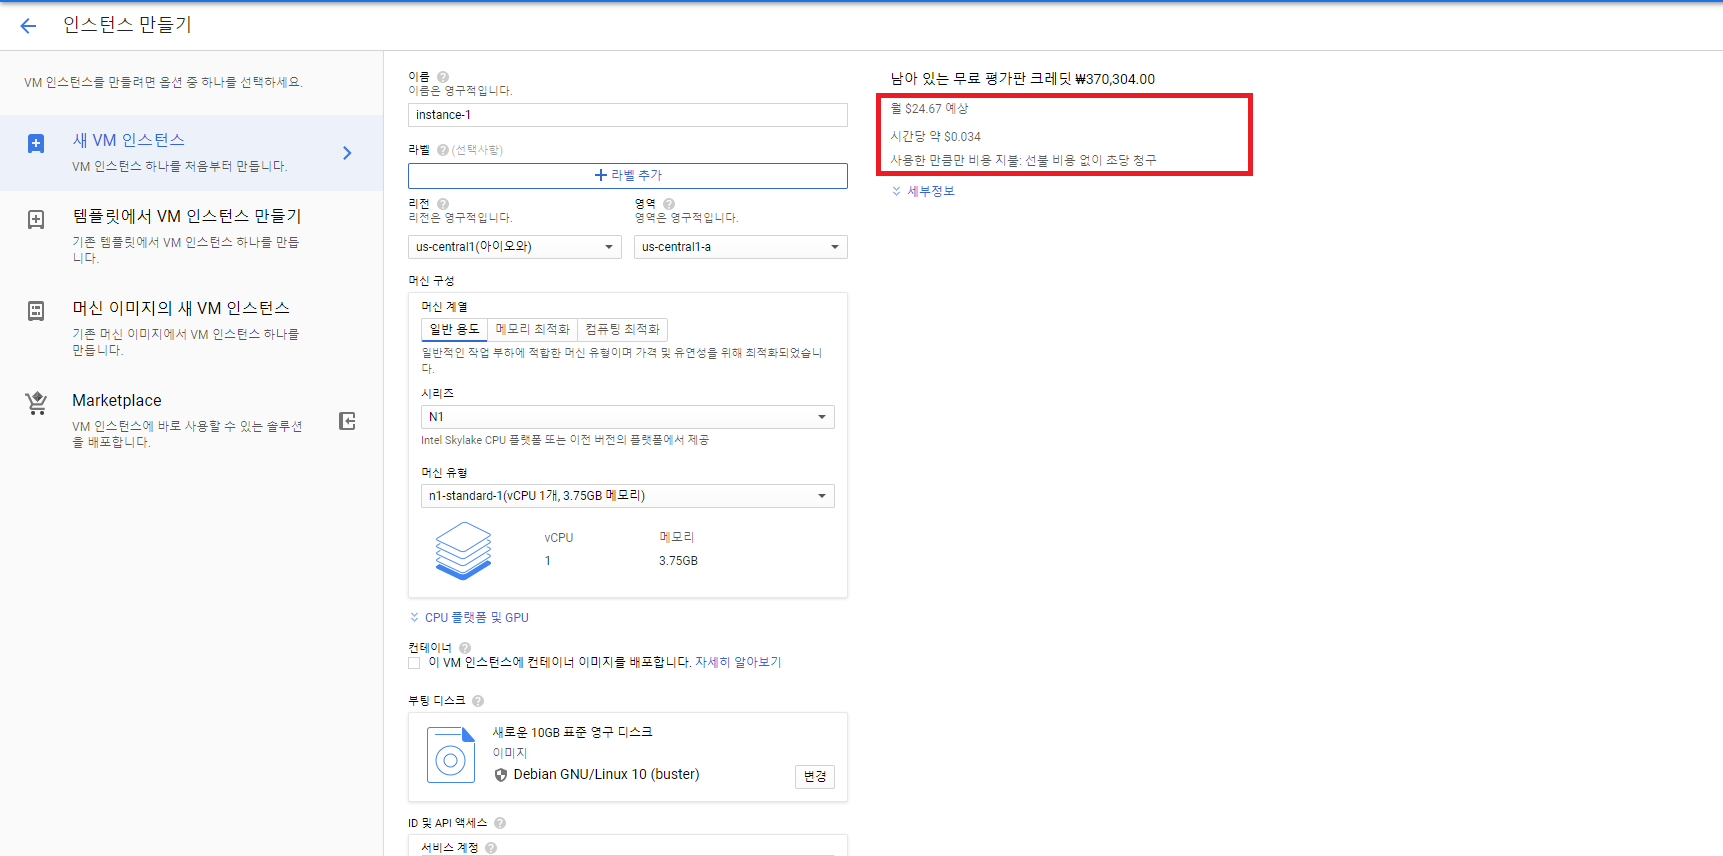 인스턴스 만들기
VM 인스턴스를 만들려면 옵션 중 하나를 선택하세요.
새 VM 인스턴스
VM 인스턴스 하나를 처음부터 만듭니다.
템플릿에서 VM 인스턴스 만들기
기존 템플릿에서 VM 인스턴스 하나를 만듭
니다.
머신 이미지의 새 VM 인스턴스
기존 머신 이미지에서 VM 인스턴스 하나를
만듭니다.
Marketplace
VM 인스턴스에 바로 사용할 수 있는 솔루션
을 배포합니다.
이름 ?
이름은 영구적입니다.
instance-1
라벨 ? (선택사항)
+ 라벨 추가
리전 ?
리전은 영구적입니다.
us-central1(아이오와)
영역 ?
영역은 영구적입니다.
us-central1-a
머신 구성
머신 계열
일반 용도 메모리 최적화 컴퓨팅 최적화
일반적인 작업 부하에 적합한 머신 유형이며 가격 및 유연성을 위해 최적화되었습니
다.
시리즈
N1
Intel Skylake CPU 플랫폼 또는 이전 버전의 플랫폼에서 제공
머신 유형
n1-standard-1(vCPU 1개, 3.75GB 메모리)
vCPU 메모리
1 3.75GB
CPU 플랫폼 및 GPU
컨테이너 ?
이 VM 인스턴스에 컨테이너 이미지를 배포합니다. 자세히 알아보기
부팅 디스크 ?
새로운 10GB 표준 영구 디스크
이미지
Debian GNU/Linux 10 (buster)
변경
ID 및 API 액세스 ?
서비스 계정 ?
남아 있는 무료 평가판 크레딧 ₩370,304.00
월 $24.67 예상
시간당 약 $0.034
사용한 만큼만 비용 지불: 선불 비용 없이 초당 청구
세부정보